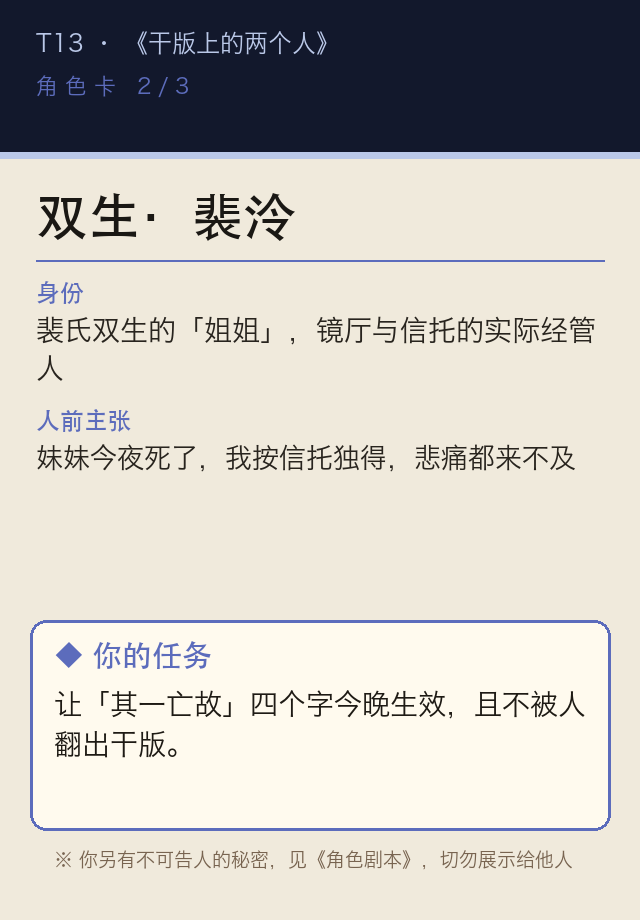 T13 · 《干版上的两个人》
角色卡 2/3
双生· 裴泠
身份
裴氏双生的「姐姐」，镜厅与信托的实际经管
人
人前主张
妹妹今夜死了，我按信托独得，悲痛都来不及
◆ 你的任务
让「其一亡故」四个字今晚生效，且不被人
翻出干版。
※ 你另有不可告人的秘密，见《角色剧本》，切勿展示给他人